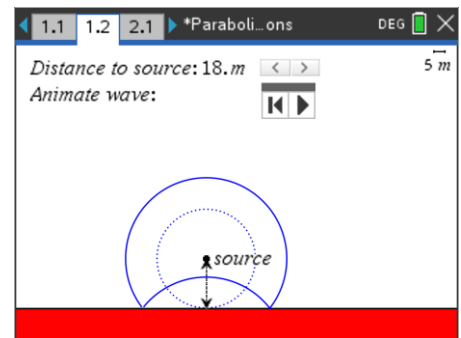 1.1 1.2 2.1 *Paraboli...ons DEG
Distance to source: 18. m
5 m
Animate wave:
source